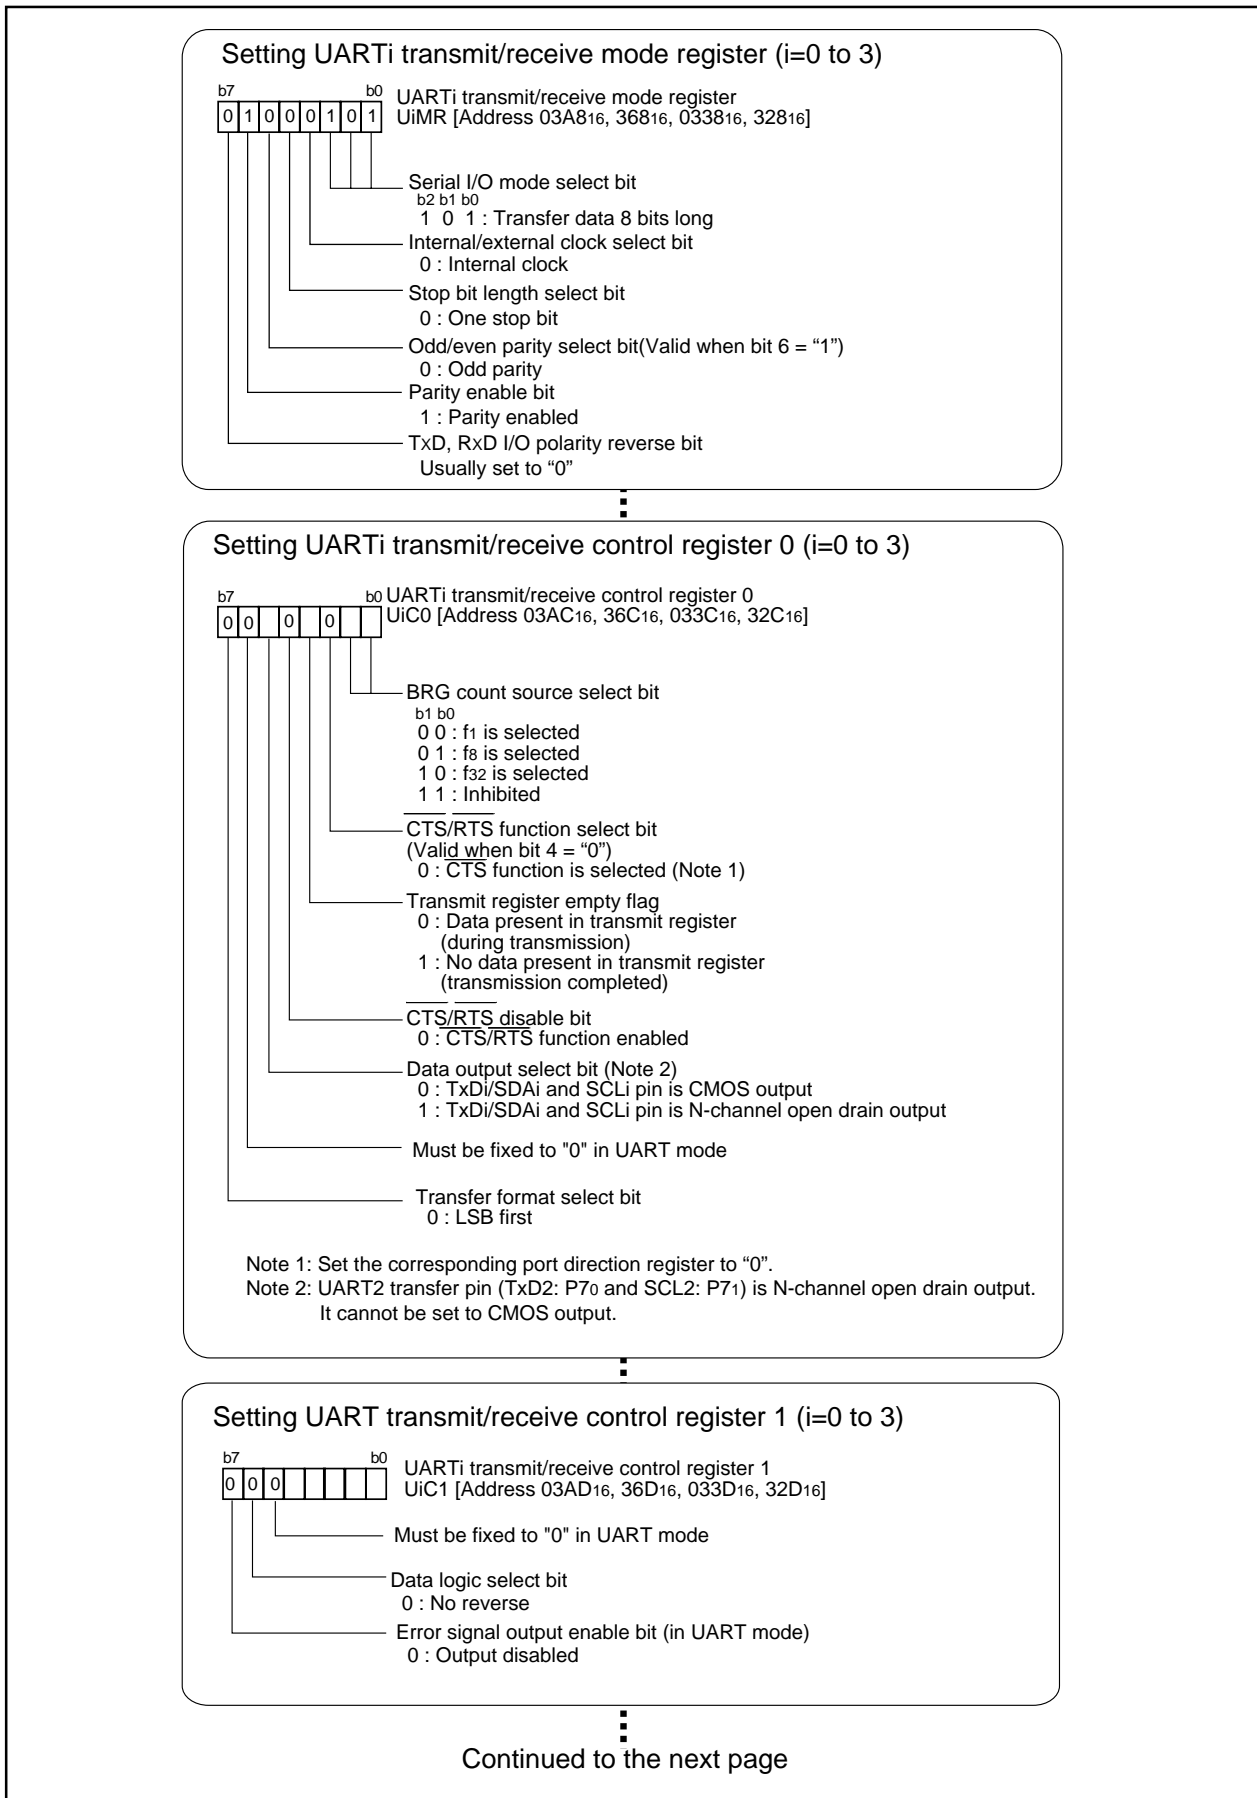 Setting UARTi transmit/receive mode register (i=0 to 3)
b7 b0
UARTi transmit/receive mode register
0 1 0 0 0 1 0 1
UiMR [Address 03A816, 36816, 033816, 32816]
Serial I/O mode select bit
b2 b1 b0
1 0 1 : Transfer data 8 bits long
Internal/external clock select bit
0 : Internal clock
Stop bit length select bit
0 : One stop bit
Odd/even parity select bit(Valid when bit 6 = “1”)
0 : Odd parity
Parity enable bit
1 : Parity enabled
TXD, RXD I/O polarity reverse bit
Usually set to “0”
Setting UARTi transmit/receive control register 0 (i=0 to 3)
b7 b0
UARTi transmit/receive control register 0
0 0 0 0
UiC0 [Address 03AC16, 36C16, 033C16, 32C16]
BRG count source select bit
b1 b0
0 0 : f1 is selected
0 1 : f8 is selected
1 0 : f32 is selected
1 1 : Inhibited
CTS/RTS function select bit
(Valid when bit 4 = “0”)
0 : CTS function is selected (Note 1)
Transmit register empty flag
0 : Data present in transmit register
(during transmission)
1 : No data present in transmit register
(transmission completed)
CTS/RTS disable bit
0 : CTS/RTS function enabled
Data output select bit (Note 2)
0 : TxDi/SDAi and SCLi pin is CMOS output
1 : TxDi/SDAi and SCLi pin is N-channel open drain output
Must be fixed to "0" in UART mode
Transfer format select bit
0 : LSB first
Note 1: Set the corresponding port direction register to “0”.
Note 2: UART2 transfer pin (TxD2: P70 and SCL2: P71) is N-channel open drain output.
It cannot be set to CMOS output.
Setting UART transmit/receive control register 1 (i=0 to 3)
b7 b0
UARTi transmit/receive control register 1
0 0 0
UiC1 [Address 03AD16, 36D16, 033D16, 32D16]
Must be fixed to "0" in UART mode
Data logic select bit
0 : No reverse
Error signal output enable bit (in UART mode)
0 : Output disabled
Continued to the next page